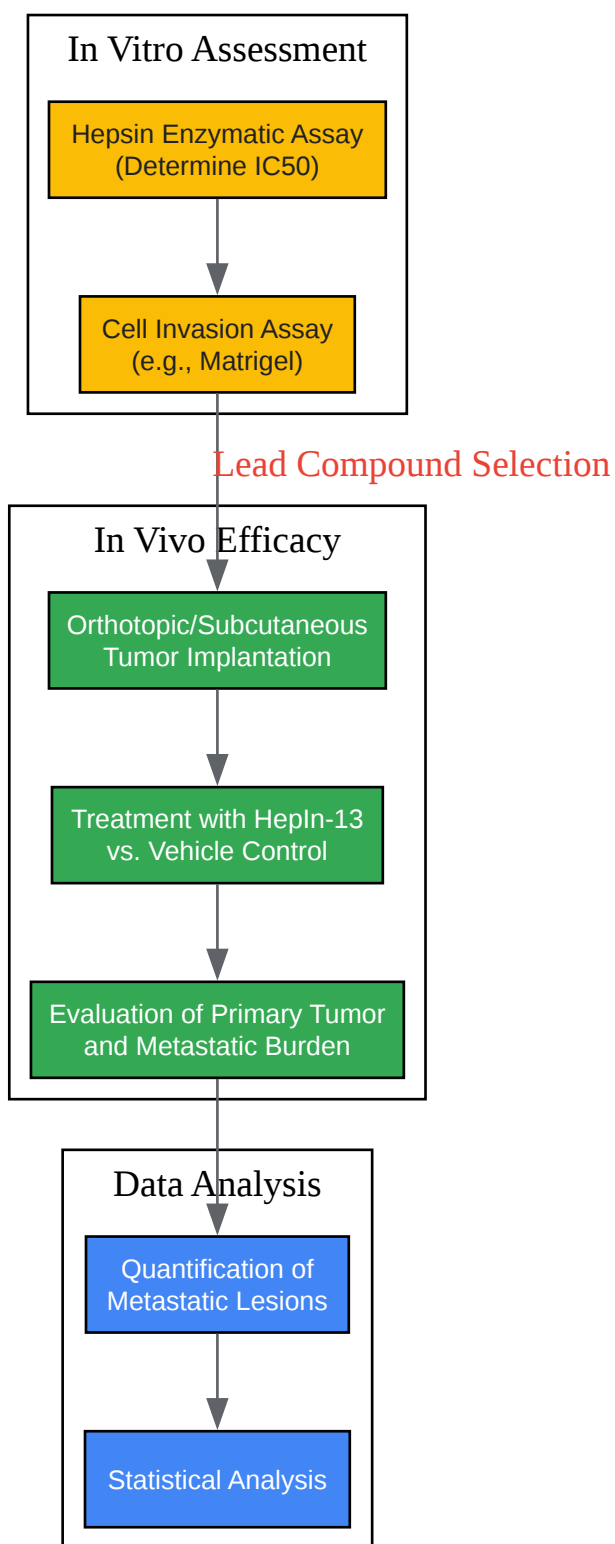 In Vitro Assessment
Hepsin Enzymatic Assay
(Determine IC50)
Cell Invasion Assay
(e.g., Matrigel)
Lead Compound Selection
In Vivo Efficacy
Orthotopic/Subcutaneous
Tumor Implantation
Treatment with HepIn-13
vs. Vehicle Control
Evaluation of Primary Tumor
and Metastatic Burden
Data Analysis
Quantification of
Metastatic Lesions
Statistical Analysis